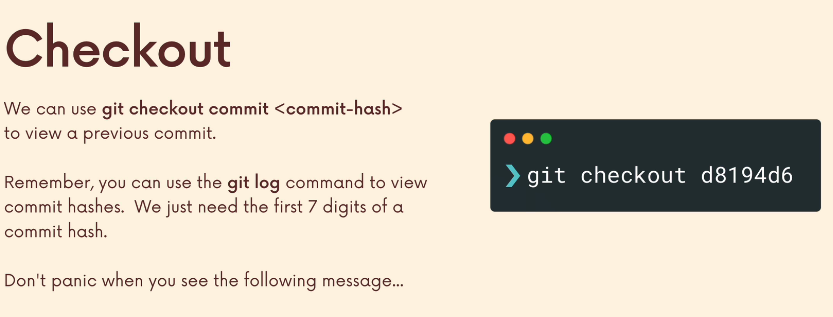 Checkout
We can use git checkout commit <commit-hash>
to view a previous commit.
Remember, you can use the git log command to view
commit hashes. We just need the first 7 digits of a
commit hash.
Don't panic when you see the following message...
❯ git checkout d8194d6